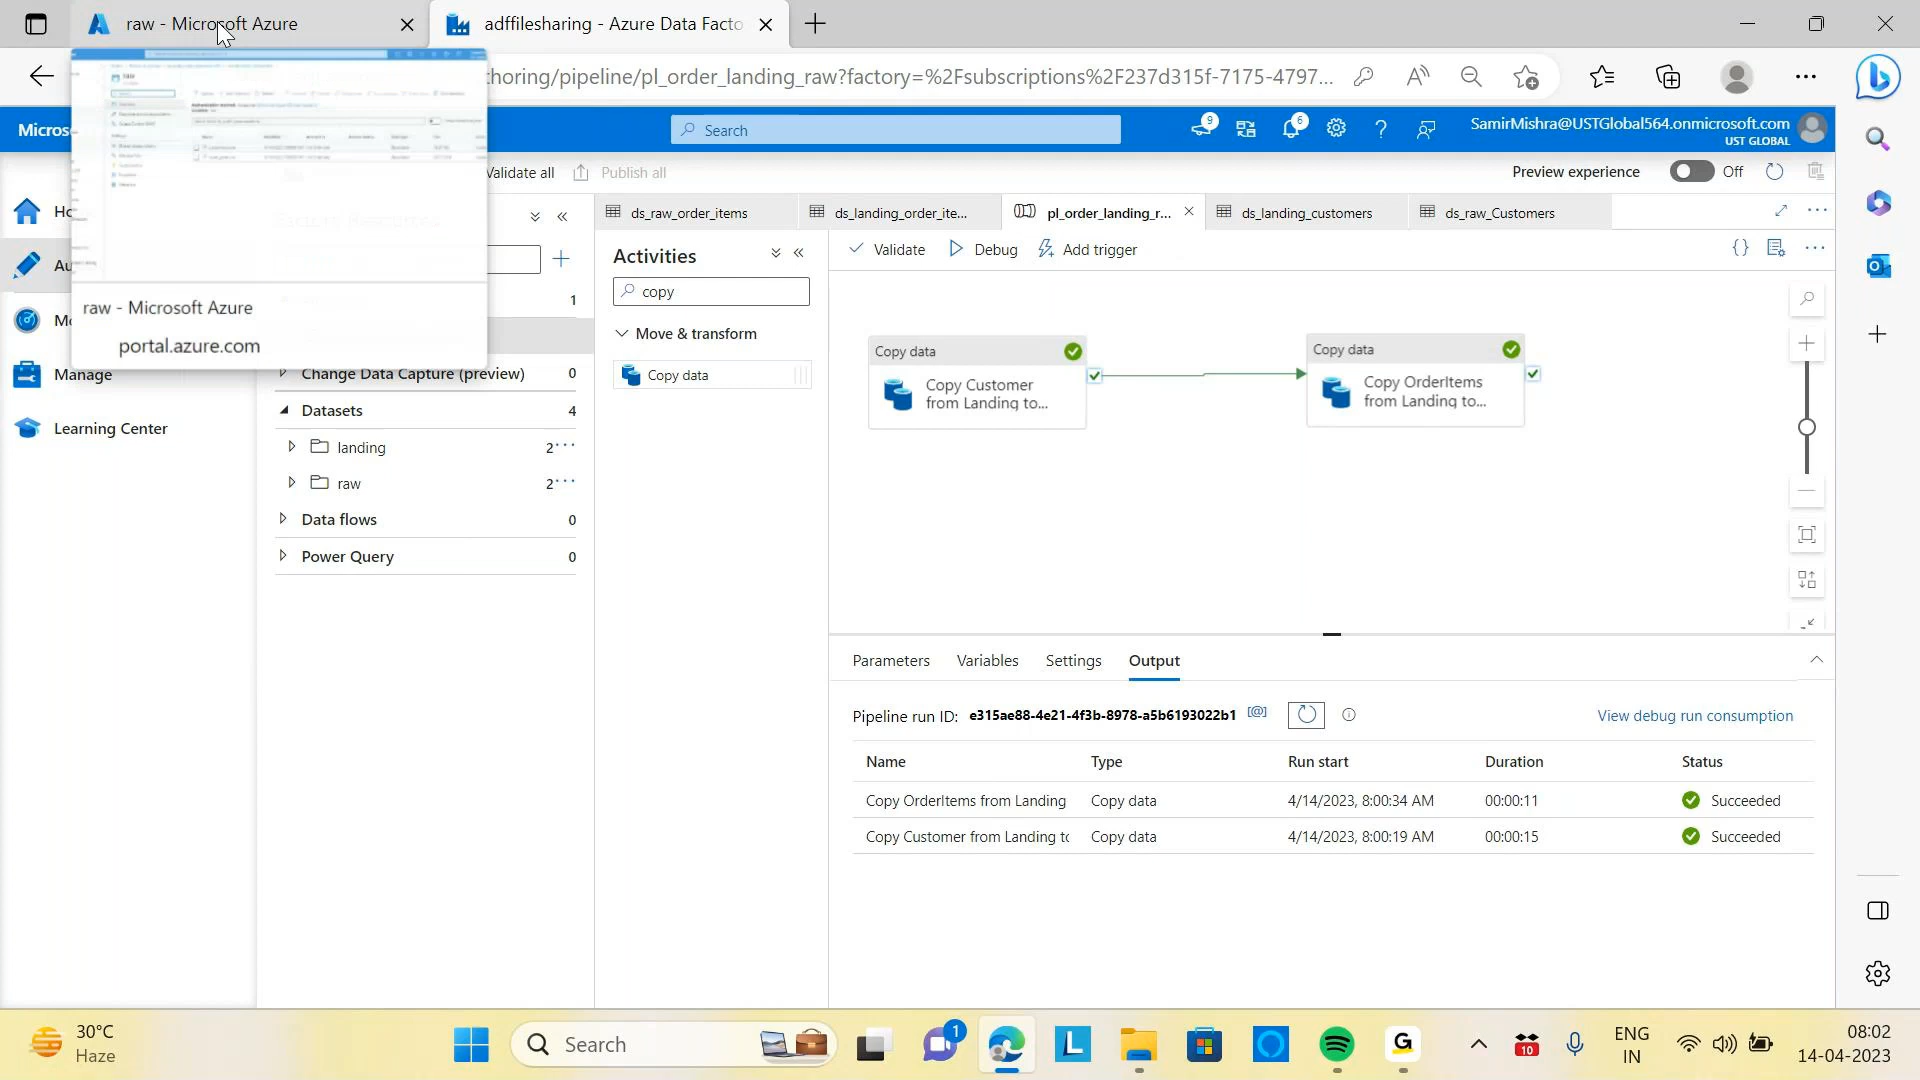 raw - Microsoft Azure
adffilesharing - Azure Data Facto
horing/pipeline/pl_order_landing_raw?factory=%2Fsubscriptions%2F237d315f-7175-4797...
Micros
Search
9
6
SamirMishra@USTGlobal564.onmicrosoft.com
UST GLOBAL
Validate all
Publish all
Preview experience
Off
raw - Microsoft Azure
portal.azure.com
Ho
Au
Mo
Manage
Learning Center
1
Change Data Capture (preview) 0
Datasets 4
landing 2
raw 2
Data flows 0
Power Query 0
ds_raw_order_items
ds_landing_order_ite...
pl_order_landing_r...
ds_landing_customers
ds_raw_Customers
Activities
copy
Move & transform
Copy data
Validate
Debug
Add trigger
Copy data
Copy Customer
from Landing to...
Copy data
Copy OrderItems
from Landing to...
Parameters Variables Settings Output
Pipeline run ID: e315ae88-4e21-4f3b-8978-a5b6193022b1 [@]
View debug run consumption
Name Type Run start Duration Status
Copy OrderItems from Landing Copy data 4/14/2023, 8:00:34 AM 00:00:11 Succeeded
Copy Customer from Landing to Copy data 4/14/2023, 8:00:19 AM 00:00:15 Succeeded
30°C
Haze
Search
1
L
G
10
ENG
IN
08:02
14-04-2023